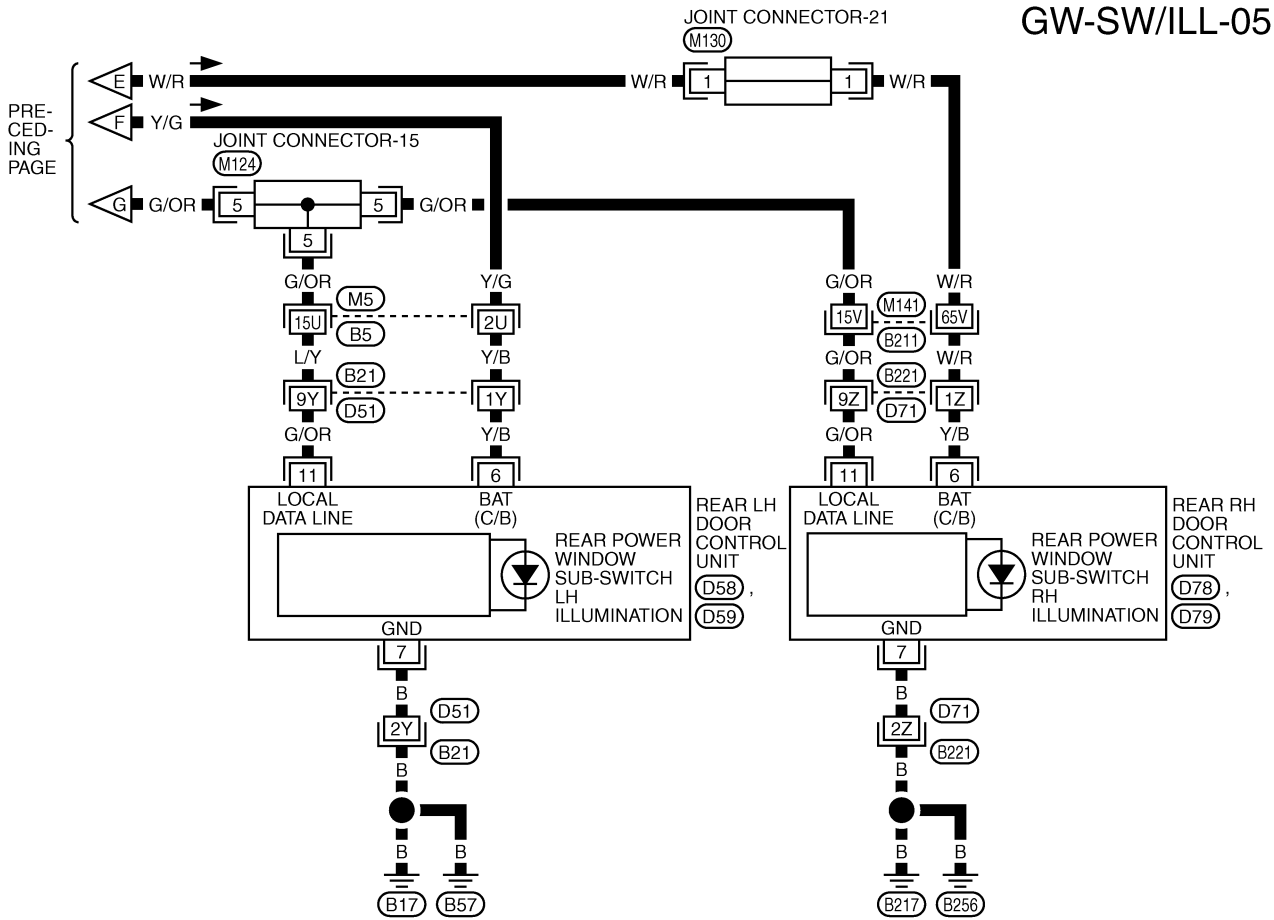 GW-SW/ILL-05
JOINT CONNECTOR-21
M130
E W/R W/R 1 1 W/R
F Y/G
PRE-
CED-
ING
PAGE
JOINT CONNECTOR-15
M124
G G/OR 5 5 G/OR
5
G/OR Y/G G/OR W/R
M5 M141
15U 2U 15V 65V
B5 B211
L/Y Y/B G/OR W/R
B21 B221
9Y 1Y 9Z 1Z
D51 D71
G/OR Y/B G/OR Y/B
11 6 11 6
LOCAL
DATA LINE
BAT
(C/B)
REAR LH
DOOR
CONTROL
UNIT
D58 ,
D59
REAR POWER
WINDOW
SUB-SWITCH
LH
ILLUMINATION
GND
7
B
D51
2Y
B21
B
B B
B17 B57
LOCAL
DATA LINE
BAT
(C/B)
REAR RH
DOOR
CONTROL
UNIT
D78 ,
D79
REAR POWER
WINDOW
SUB-SWITCH
RH
ILLUMINATION
GND
7
B
D71
2Z
B221
B
B B
B217 B256